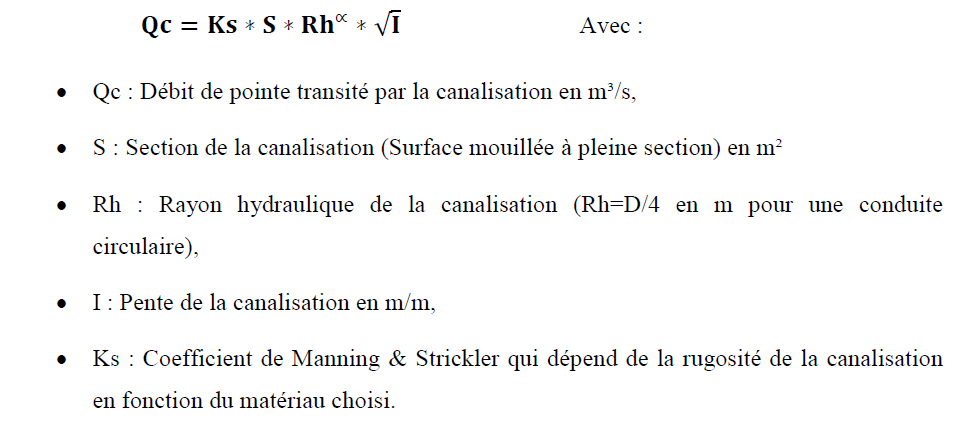 Qc = Ks * S * Rh^∝ * √I Avec :
• Qc : Débit de pointe transité par la canalisation en m³/s,
• S : Section de la canalisation (Surface mouillée à pleine section) en m²
• Rh : Rayon hydraulique de la canalisation (Rh=D/4 en m pour une conduite
circulaire),
• I : Pente de la canalisation en m/m,
• Ks : Coefficient de Manning & Strickler qui dépend de la rugosité de la canalisation
en fonction du matériau choisi.